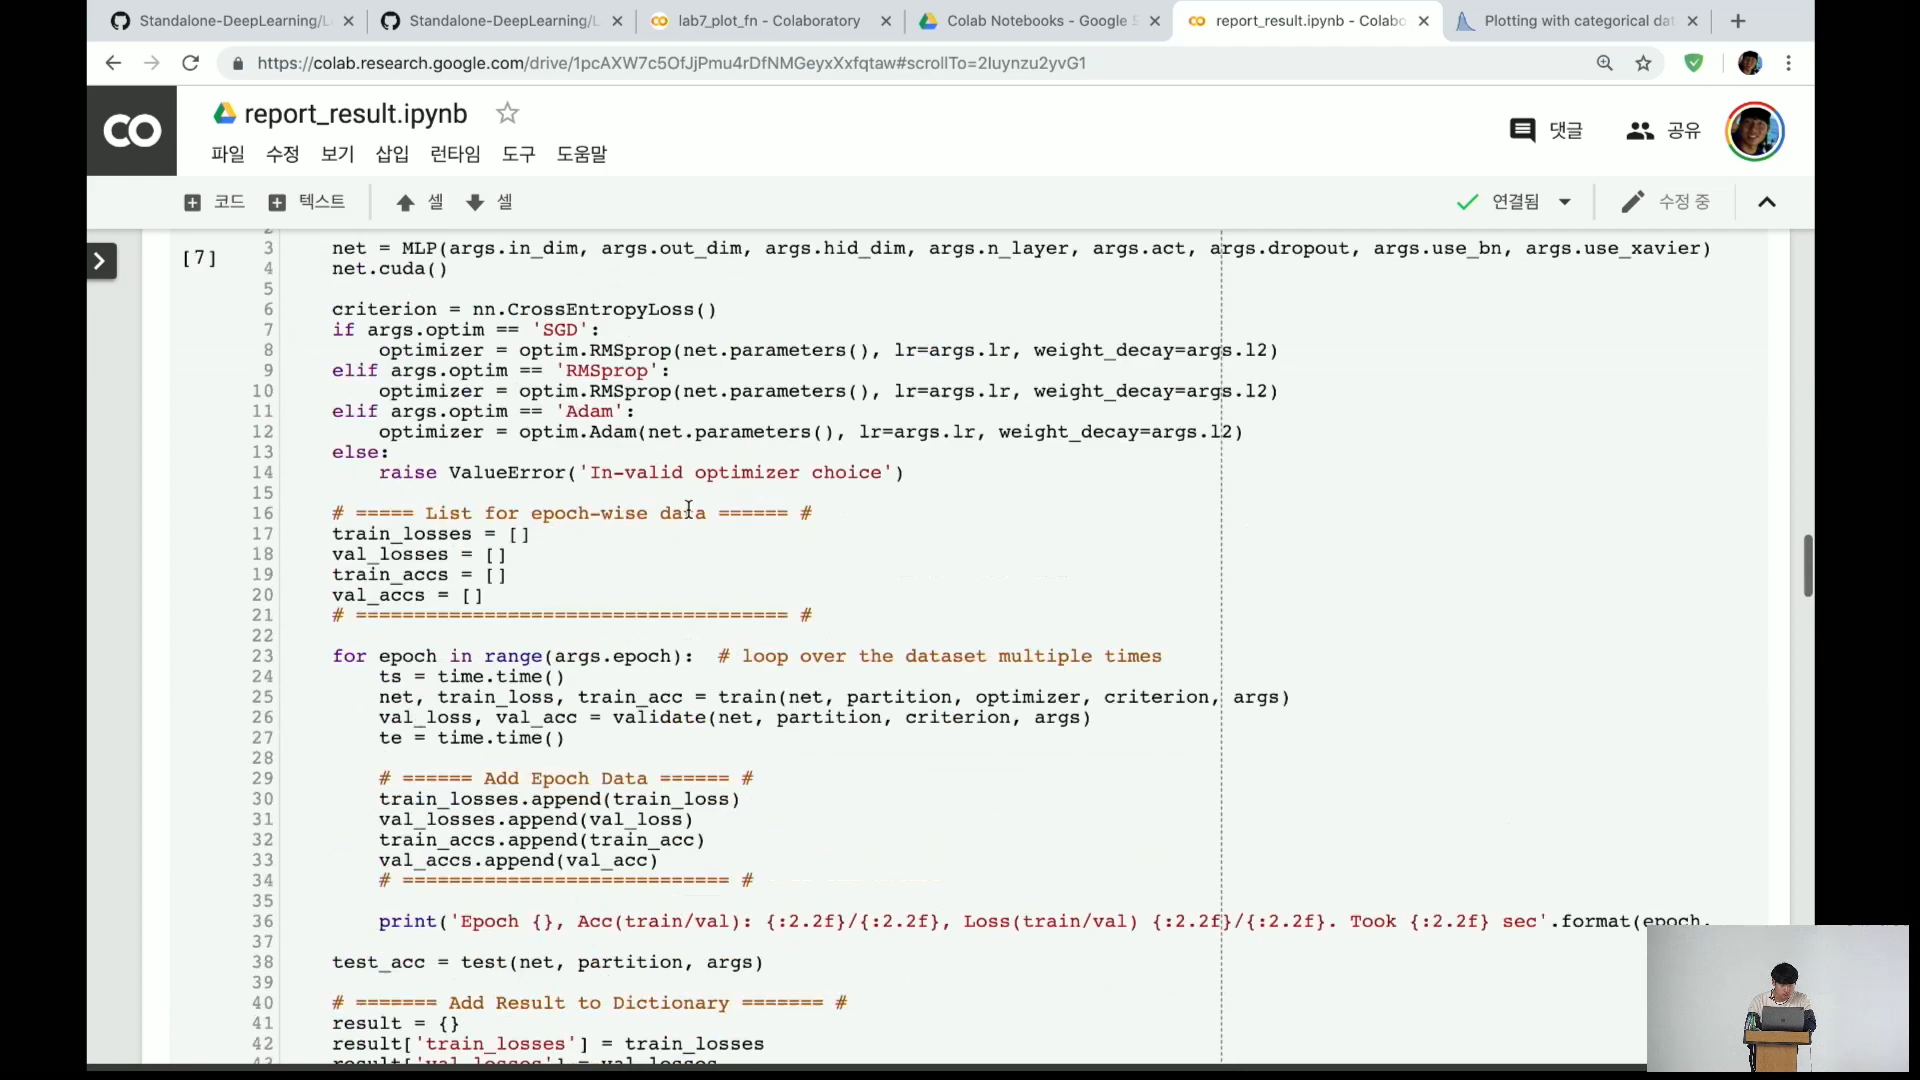 Standalone-DeepLearning/L
Standalone-DeepLearning/L
lab7_plot_fn - Colaboratory
Colab Notebooks - Google
report_result.ipynb - Colabo
Plotting with categorical dat
https://colab.research.google.com/drive/1pcAXW7c5OfJjPmu4rDfNMGeyxXxfqtaw#scrollTo=2Iuynzu2yvG1
CO
report_result.ipynb
댓글
공유
파일 수정 보기 삽입 런타임 도구 도움말
코드 텍스트 셀 셀
연결됨
수정 중
[7]
2
3 net = MLP(args.in_dim, args.out_dim, args.hid_dim, args.n_layer, args.act, args.dropout, args.use_bn, args.use_xavier)
4 net.cuda()
5
6 criterion = nn.CrossEntropyLoss()
7 if args.optim == 'SGD':
8 optimizer = optim.RMSprop(net.parameters(), lr=args.lr, weight_decay=args.l2)
9 elif args.optim == 'RMSprop':
10 optimizer = optim.RMSprop(net.parameters(), lr=args.lr, weight_decay=args.l2)
11 elif args.optim == 'Adam':
12 optimizer = optim.Adam(net.parameters(), lr=args.lr, weight_decay=args.l2)
13 else:
14 raise ValueError('In-valid optimizer choice')
15
16 # ===== List for epoch-wise data ====== #
17 train_losses = []
18 val_losses = []
19 train_accs = []
20 val_accs = []
21 # ===================================== #
22
23 for epoch in range(args.epoch): # loop over the dataset multiple times
24 ts = time.time()
25 net, train_loss, train_acc = train(net, partition, optimizer, criterion, args)
26 val_loss, val_acc = validate(net, partition, criterion, args)
27 te = time.time()
28
29 # ====== Add Epoch Data ====== #
30 train_losses.append(train_loss)
31 val_losses.append(val_loss)
32 train_accs.append(train_acc)
33 val_accs.append(val_acc)
34 # ============================ #
35
36 print('Epoch {}, Acc(train/val): {:2.2f}/{:2.2f}, Loss(train/val) {:2.2f}/{:2.2f}. Took {:2.2f} sec'.format(epoch,
37
38 test_acc = test(net, partition, args)
39
40 # ======= Add Result to Dictionary ======= #
41 result = {}
42 result['train_losses'] = train_losses
43 result['val_losses'] = val_losses